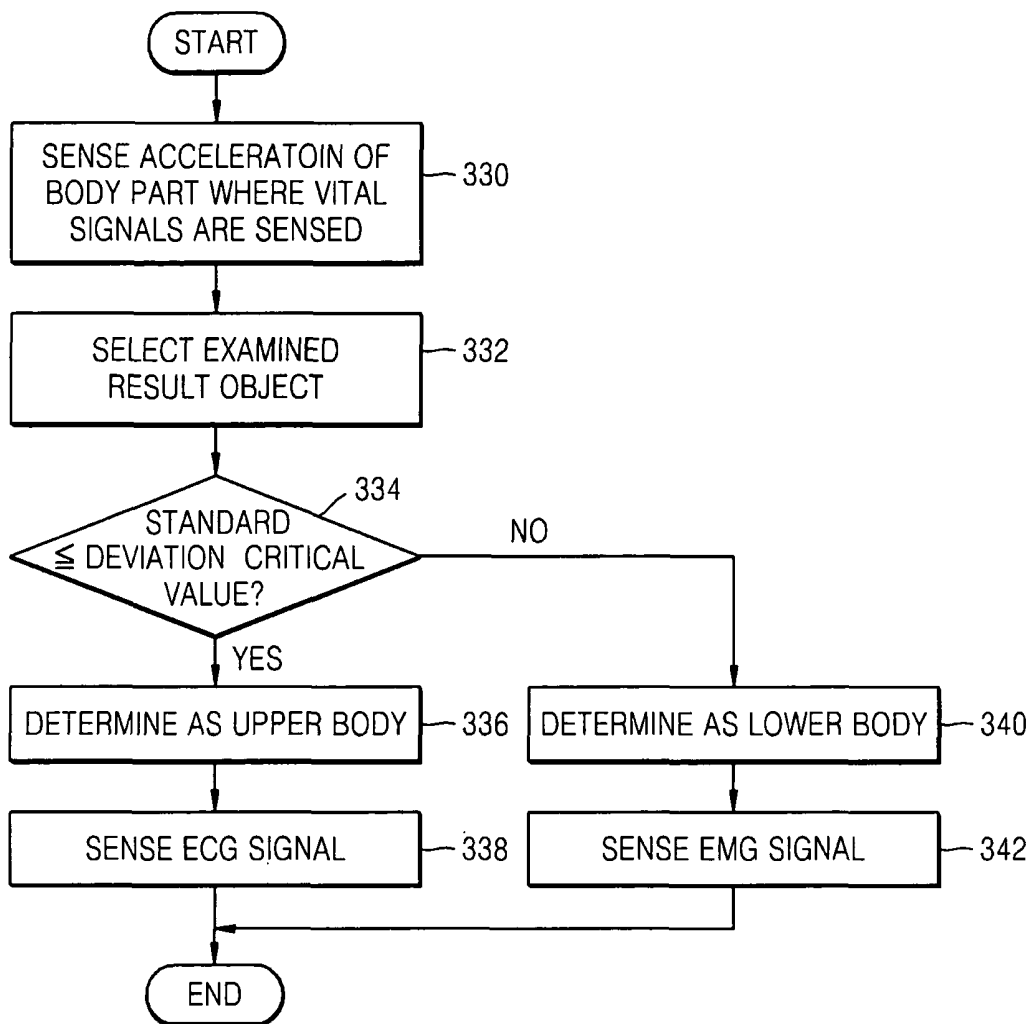 START
SENSE ACCELERATOIN OF
BODY PART WHERE VITAL
SIGNALS ARE SENSED
330
SELECT EXAMINED
RESULT OBJECT
332
334
STANDARD
≦ DEVIATION CRITICAL
VALUE?
NO
YES
DETERMINE AS UPPER BODY
336
DETERMINE AS LOWER BODY
340
SENSE ECG SIGNAL
338
SENSE EMG SIGNAL
342
END